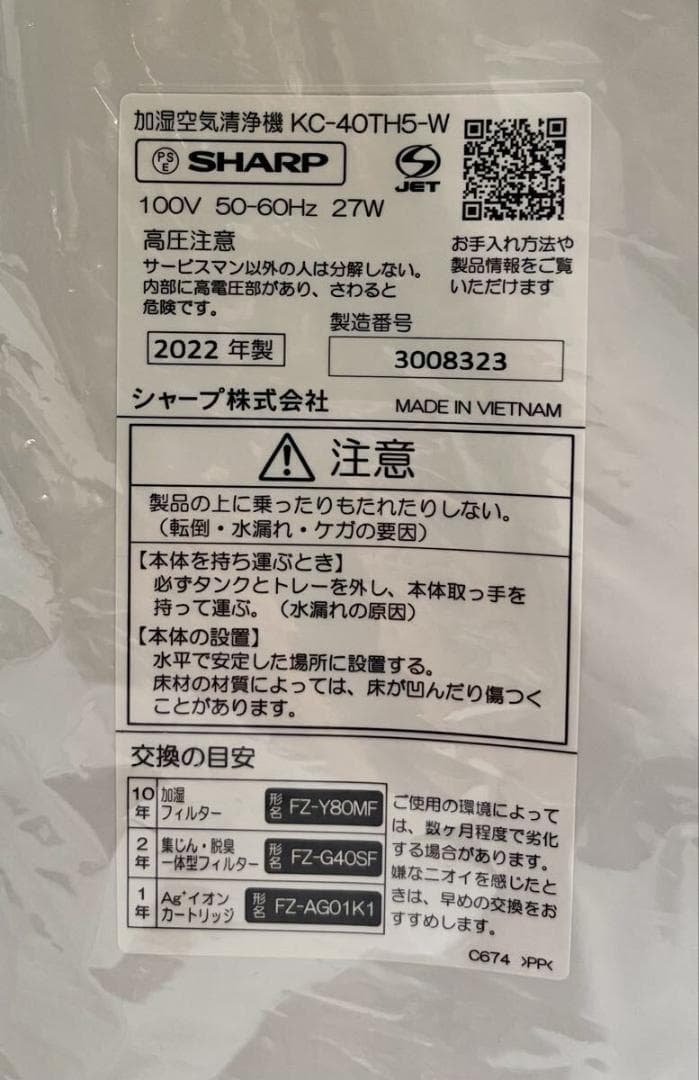 加湿空気清浄機 KC-40TH5-W
PS E SHARP
JET
100V 50-60Hz 27W
高圧注意
サービスマン以外の人は分解しない。
内部に高電圧部があり、さわると
危険です。
お手入れ方法や
製品情報をご覧
いただけます
製造番号
2022 年製
3008323
シャープ株式会社
MADE IN VIETNAM
注意
製品の上に乗ったりもたれたりしない。
（転倒・水漏れ・ケガの要因）
【本体を持ち運ぶとき】
必ずタンクとトレーを外し、本体取っ手を
持って運ぶ。（水漏れの原因）
【本体の設置】
水平で安定した場所に設置する。
床材の材質によっては、床が凹んだり傷つく
ことがあります。
交換の目安
10年 加湿フィルター 形名 FZ-Y80MF
2年 集じん・脱臭一体型フィルター 形名 FZ-G40SF
1年 Ag⁺イオンカートリッジ 形名 FZ-AG01K1
ご使用の環境によって
は、数ヶ月程度で劣化
する場合があります。
嫌なニオイを感じたと
きは、早めの交換をお
すすめします。
C674 >PP<